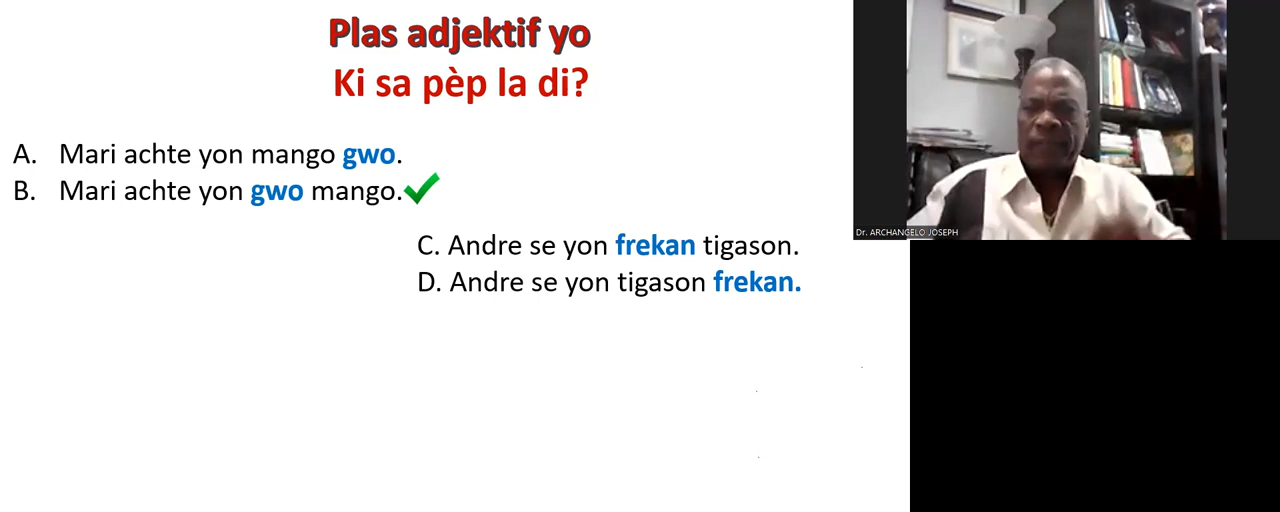 Plas adjektif yo
Ki sa pèp la di?
A. Mari achte yon mango gwo.
B. Mari achte yon gwo mango.
C. Andre se yon frekan tigason.
D. Andre se yon tigason frekan.
Dr. ARCHANGELO JOSEPH